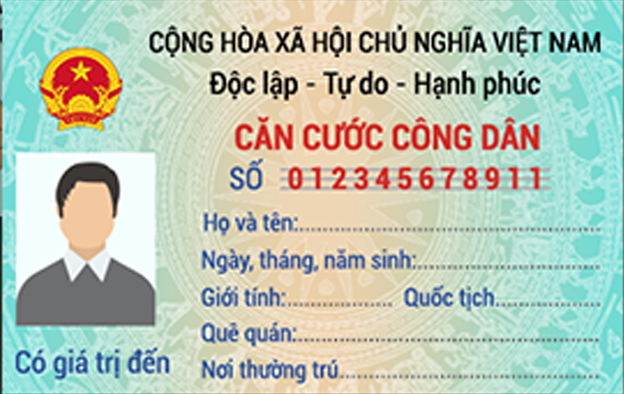 CỘNG HÒA XÃ HỘI CHỦ NGHĨA VIỆT NAM
Độc lập - Tự do - Hạnh phúc
CĂN CƯỚC CÔNG DÂN
SỐ 012345678911
Họ và tên:
Ngày, tháng, năm sinh:
Giới tính: Quốc tịch
Quê quán:
Nơi thường trú
Có giá trị đến